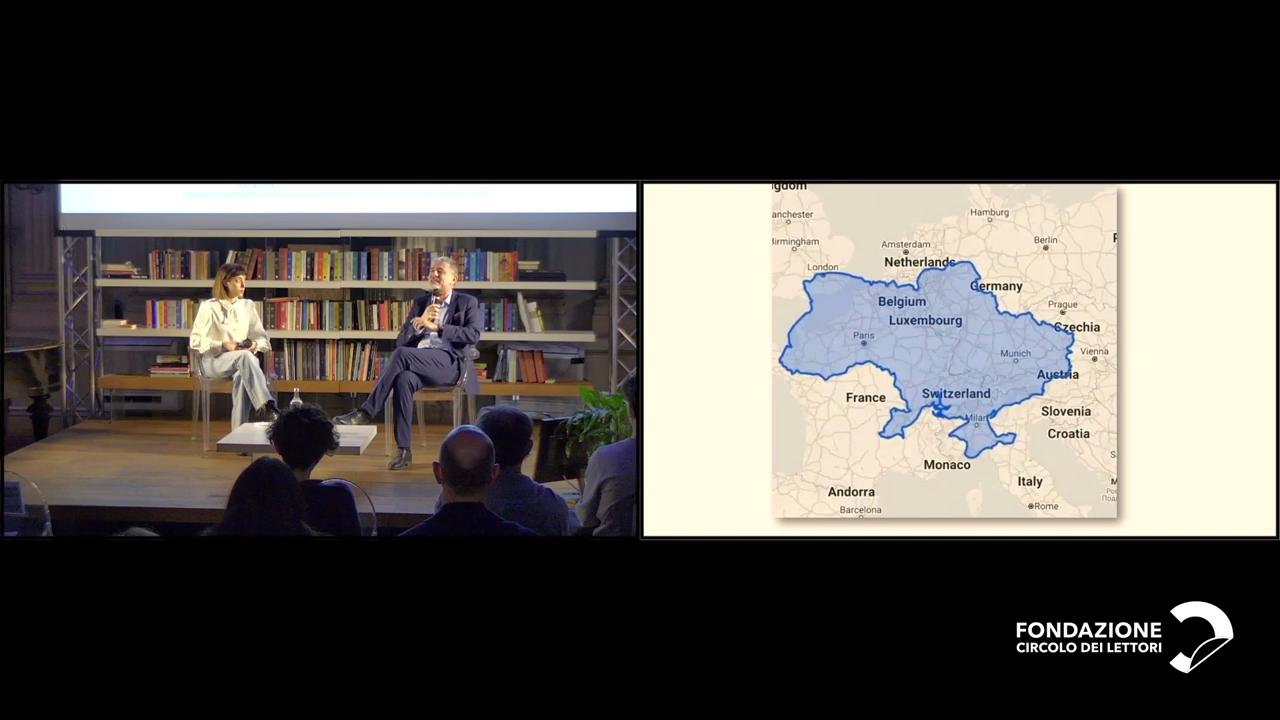 gdom
anchester
Birmingham
London
Hamburg
Amsterdam
Netherlands
Berlin
Germany
Belgium
Luxembourg
Paris
Prague
Czechia
Munich
Vienna
Austria
France
Switzerland
Slovenia
Milan
Croatia
Monaco
Italy
Andorra
Barcelona
Rome
FONDAZIONE
CIRCOLO DEI LETTORI